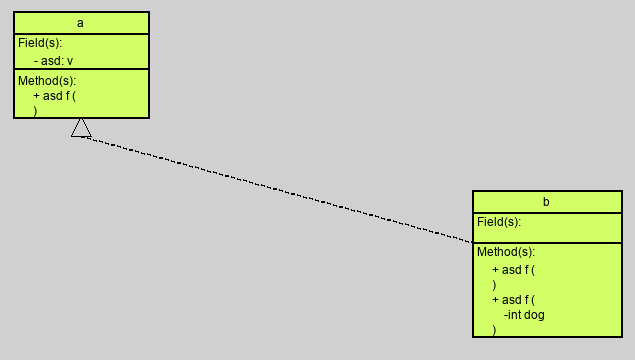 a
Field(s):
- asd: v
Method(s):
+ asd f (
)
b
Field(s):
Method(s):
+ asd f (
)
+ asd f (
-int dog
)